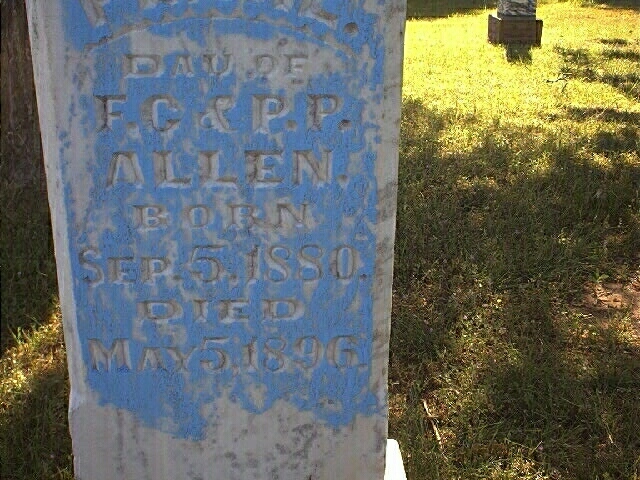 DAU. OF
F. C. & P. P.
ALLEN.
BORN
SEP. 5, 1880.
DIED
MAY 5, 1896.